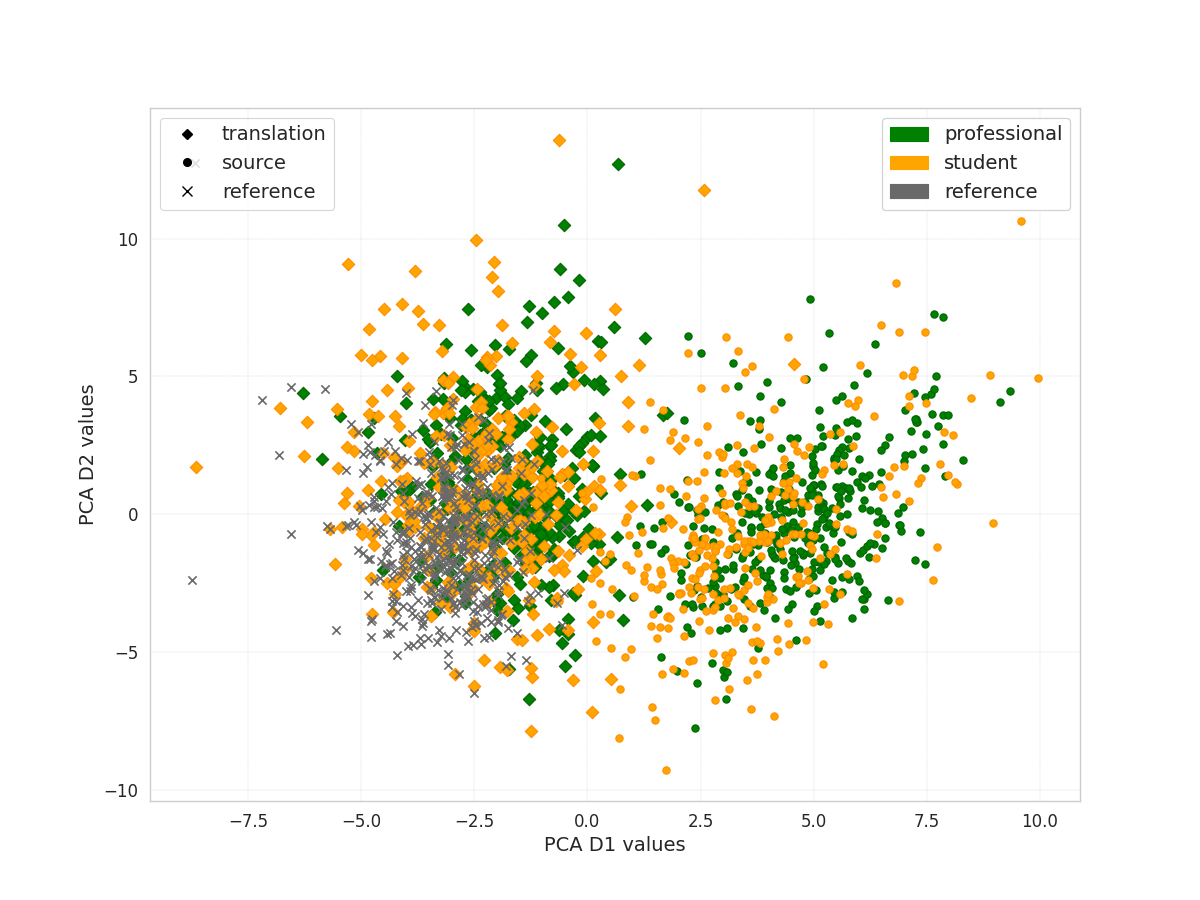 translation
source
reference
professional
student
reference
PCA D2 values
10
5
0
−5
−10
−7.5 −5.0 −2.5 0.0 2.5 5.0 7.5 10.0
PCA D1 values